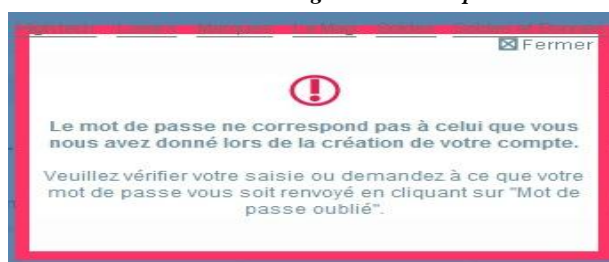 Fermer
Le mot de passe ne correspond pas à celui que vous
nous avez donné lors de la création de votre compte.
Veuillez vérifier votre saisie ou demandez à ce que votre
mot de passe vous soit renvoyé en cliquant sur "Mot de
passe oublié".